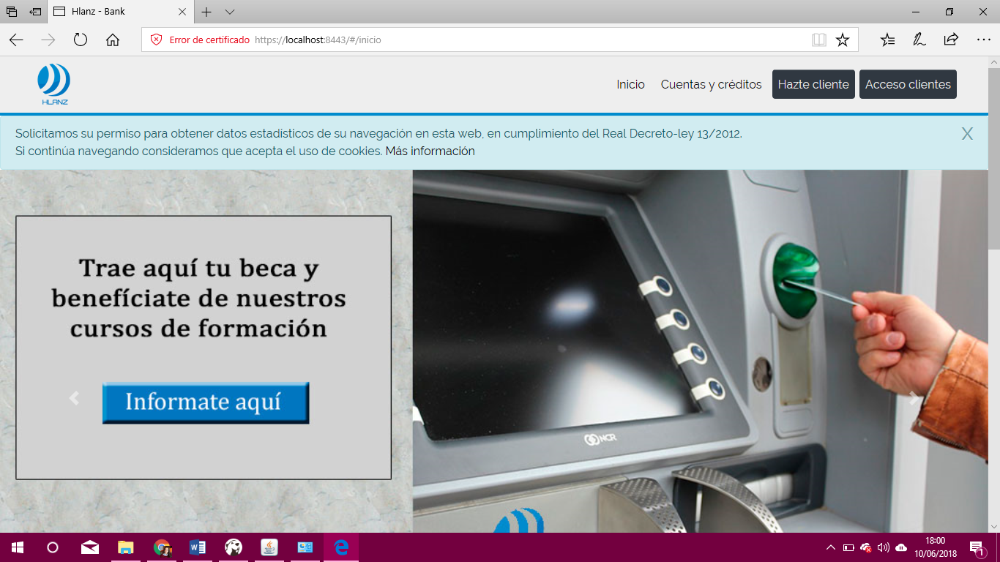 Hlanz - Bank
Error de certificado https://localhost:8443/#/inicio
HLANZ
Inicio Cuentas y créditos Hazte cliente Acceso clientes
Solicitamos su permiso para obtener datos estadísticos de su navegación en esta web, en cumplimiento del Real Decreto-ley 13/2012. X
Si continúa navegando consideramos que acepta el uso de cookies. Más información
Trae aquí tu beca y
benefíciate de nuestros
cursos de formación
Informate aquí
NCR
18:00
10/06/2018
1